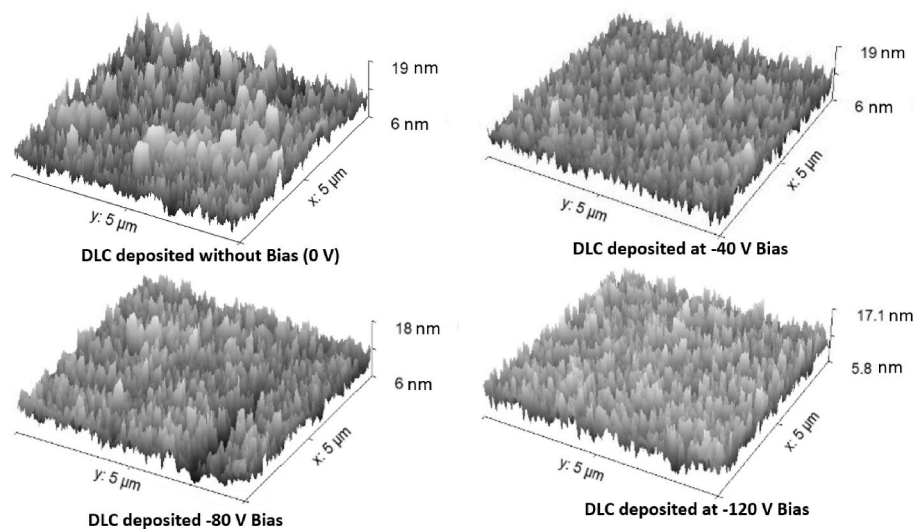 19 nm
6 nm
x: 5 µm
y: 5 µm
DLC deposited without Bias (0 V)
19 nm
6 nm
x: 5 µm
y: 5 µm
DLC deposited at -40 V Bias
18 nm
6 nm
x: 5 µm
y: 5 µm
DLC deposited -80 V Bias
17.1 nm
5.8 nm
x: 5 µm
y: 5 µm
DLC deposited at -120 V Bias